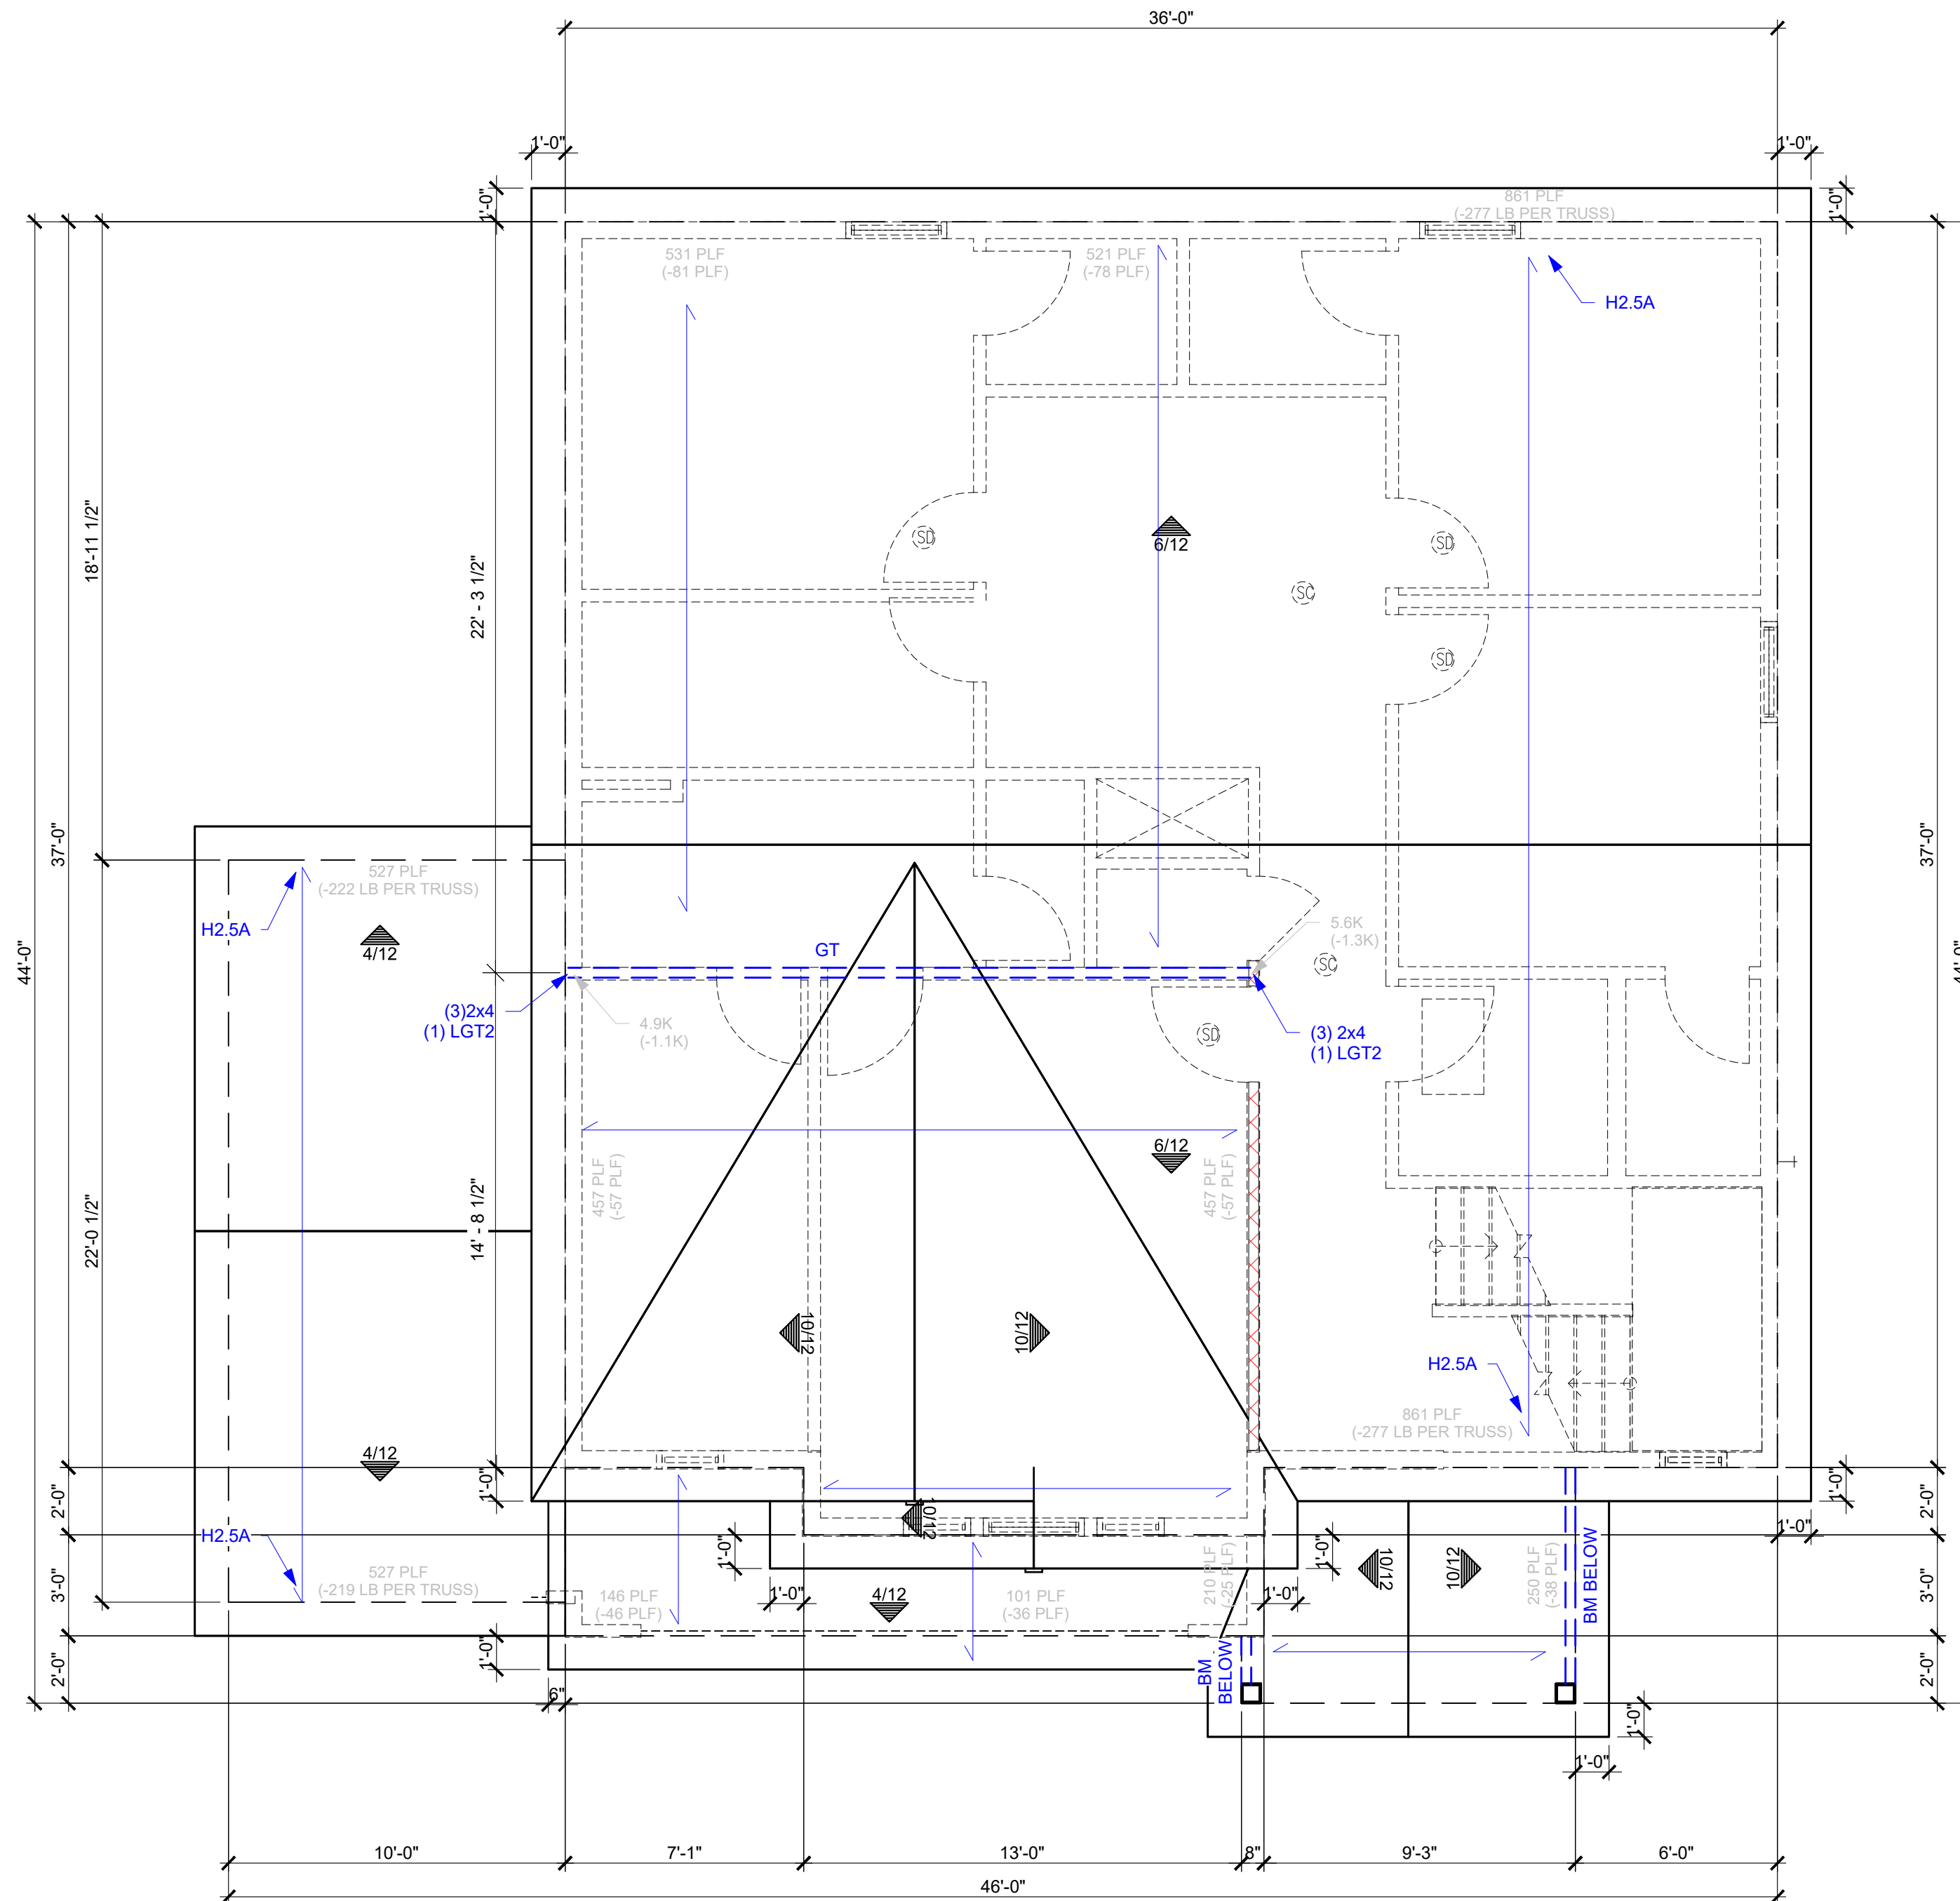 36'-0"
1'-0"
1'-0"
1'-0"
1'-0"
861 PLF
(-277 LB PER TRUSS)
531 PLF
(-81 PLF)
521 PLF
(-78 PLF)
H2.5A
18'-11 1/2"
22' - 3 1/2"
SD
6/12
SD
SC
SD
37'-0"
37'-0"
44'-0"
44'-0"
527 PLF
(-222 LB PER TRUSS)
H2.5A
4/12
GT
5.6K
(-1.3K)
SC
(3)2x4
(1) LGT2
4.9K
(-1.1K)
SD
(3) 2x4
(1) LGT2
6/12
457 PLF
(-57 PLF)
457 PLF
(-57 PLF)
22'-0 1/2"
14' - 8 1/2"
10/12
10/12
H2.5A
861 PLF
(-277 LB PER TRUSS)
4/12
2'-0"
1'-0"
1'-0"
2'-0"
10/12
1'-0"
H2.5A
1'-0"
1'-0"
527 PLF
(-219 LB PER TRUSS)
3'-0"
3'-0"
146 PLF
(-46 PLF)
1'-0"
4/12
101 PLF
(-36 PLF)
210 PLF
(-25 PLF)
1'-0"
10/12
10/12
250 PLF
(-38 PLF)
BM BELOW
1'-0"
2'-0"
2'-0"
BM
BELOW
6"
1'-0"
1'-0"
10'-0"
7'-1"
13'-0"
8"
9'-3"
6'-0"
46'-0"